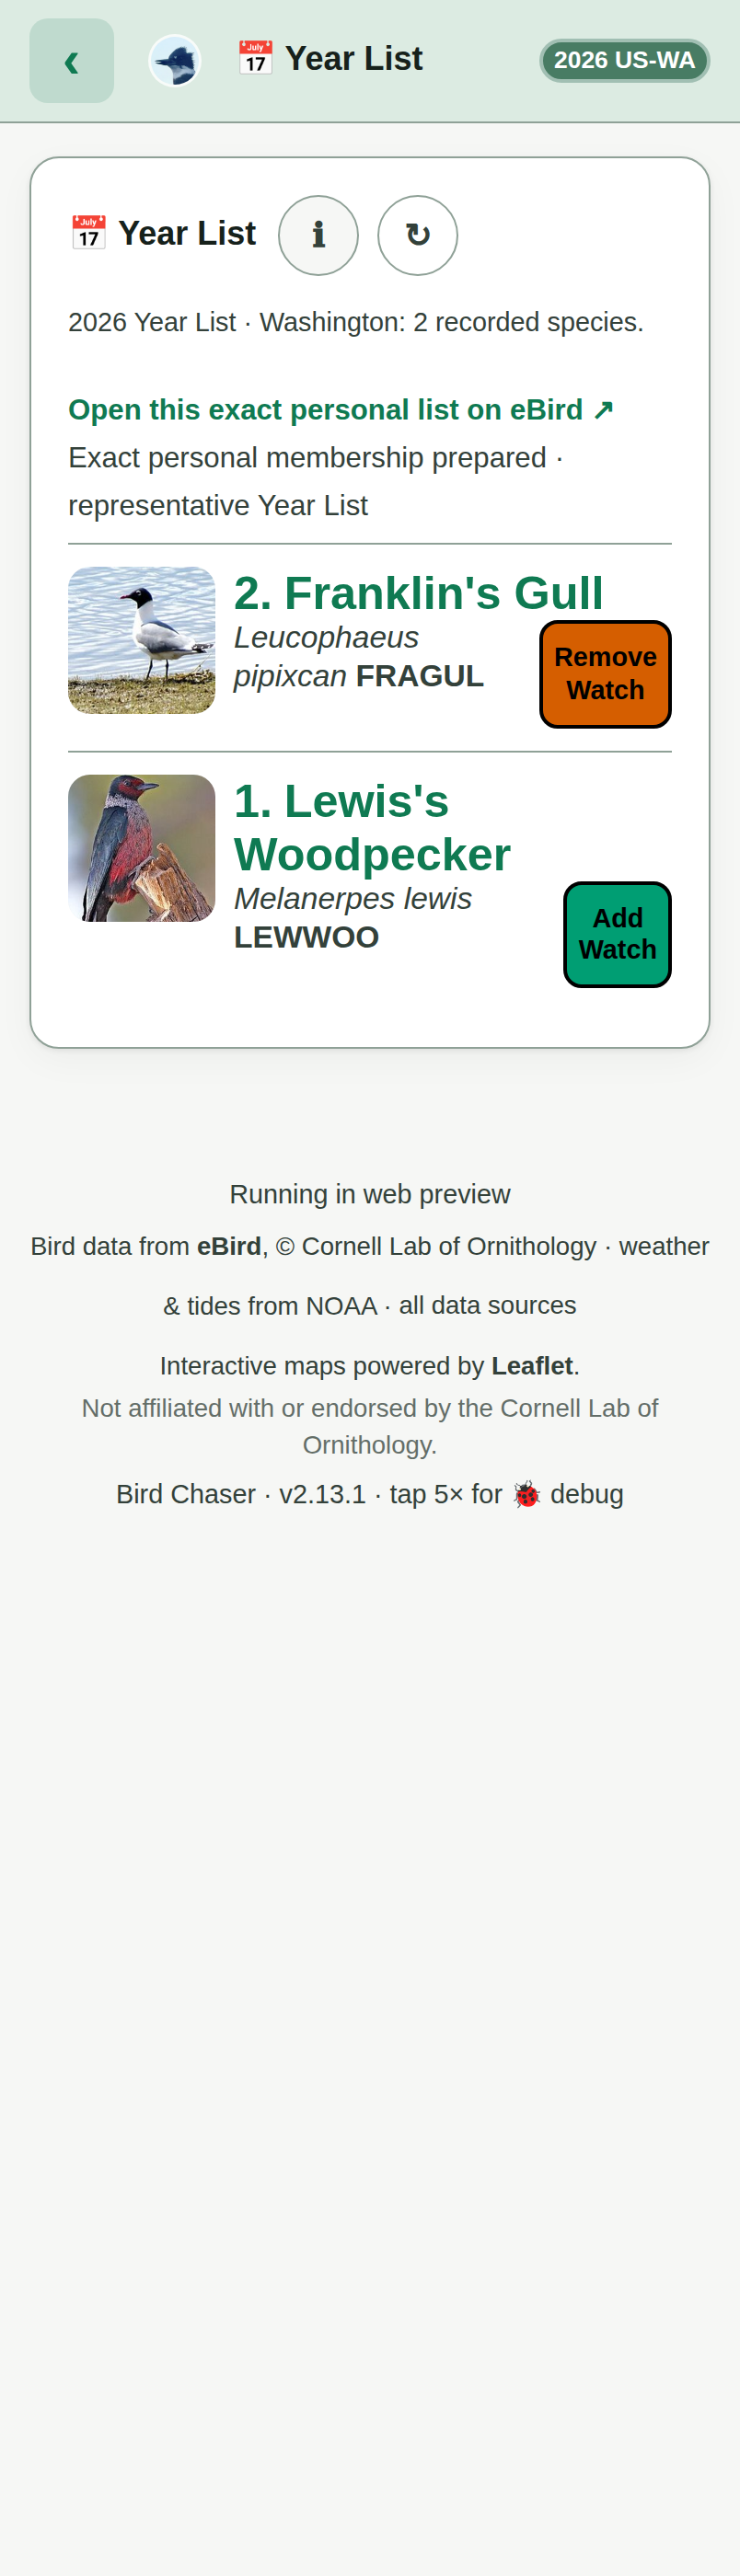 ‹ 📅 Year List 2026 US-WA
📅 Year List ℹ ↻
2026 Year List · Washington: 2 recorded species.
Open this exact personal list on eBird ↗
Exact personal membership prepared ·
representative Year List
2. Franklin's Gull
Leucophaeus
pipixcan FRAGUL
Remove
Watch
1. Lewis's
Woodpecker
Melanerpes lewis
LEWWOO
Add
Watch
Running in web preview
Bird data from eBird, © Cornell Lab of Ornithology · weather
& tides from NOAA · all data sources
Interactive maps powered by Leaflet.
Not affiliated with or endorsed by the Cornell Lab of
Ornithology.
Bird Chaser · v2.13.1 · tap 5× for 🐞 debug